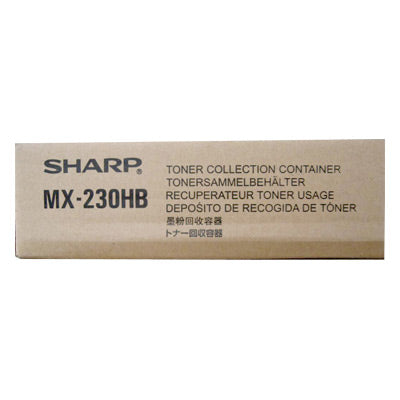 SHARP®
MX-230HB
TONER COLLECTION CONTAINER
TONERSAMMELBEHÄLTER
RECUPERATEUR TONER USAGE
DEPOSITO DE RECOGIDA DE TÓNER
墨粉回收容器
トナー回収容器